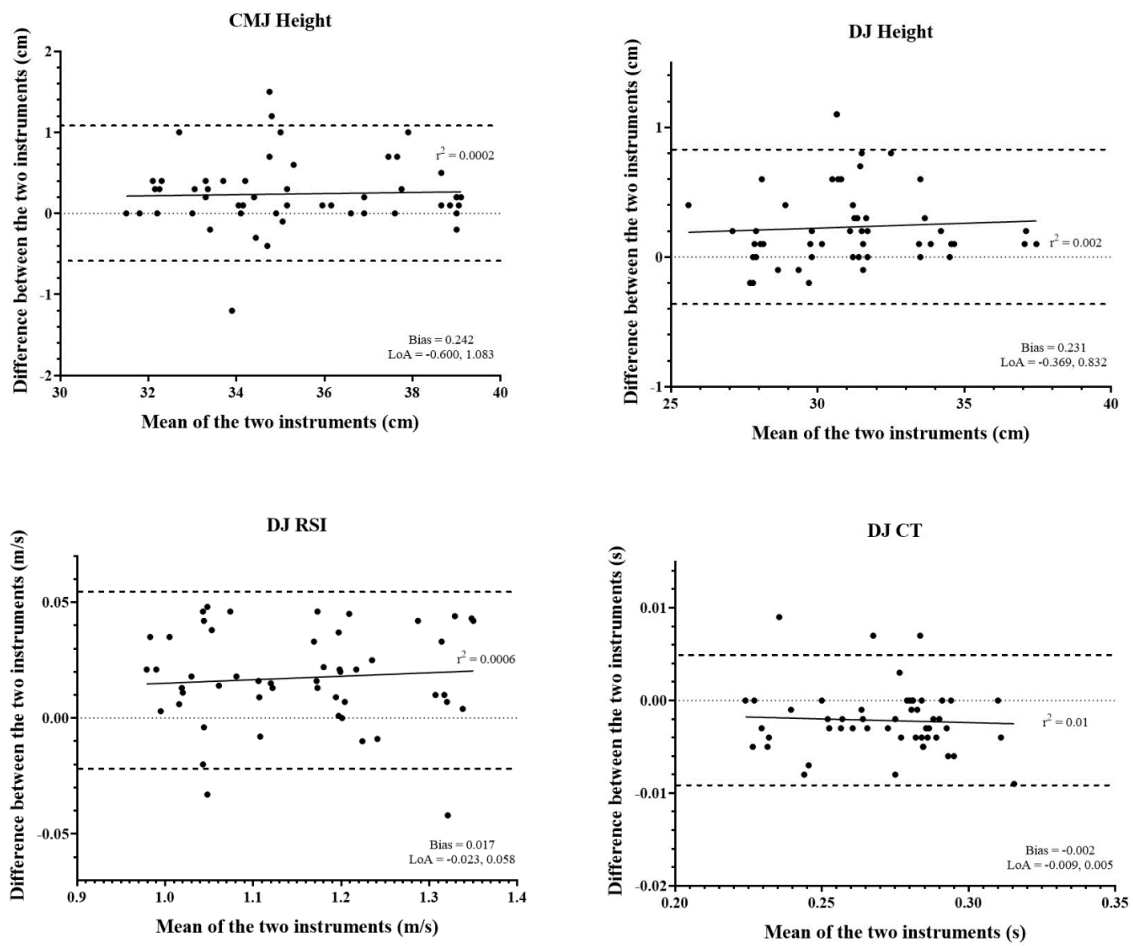 CMJ Height
Difference between the two instruments (cm)
2
1
0
-1
-2
r² = 0.0002
Bias = 0.242
LoA = -0.600, 1.083
30
32
34
36
38
40
Mean of the two instruments (cm)
DJ Height
Difference between the two instruments (cm)
1
0
-1
r² = 0.002
Bias = 0.231
LoA = -0.369, 0.832
25
30
35
40
Mean of the two instruments (cm)
DJ RSI
Difference between the two instruments (m/s)
0.05
0.00
-0.05
r² = 0.0006
Bias = 0.017
LoA = -0.023, 0.058
0.9
1.0
1.1
1.2
1.3
1.4
Mean of the two instruments (m/s)
DJ CT
Difference between the two instruments (s)
0.01
0.00
-0.01
-0.02
r² = 0.01
Bias = -0.002
LoA = -0.009, 0.005
0.20
0.25
0.30
0.35
Mean of the two instruments (s)